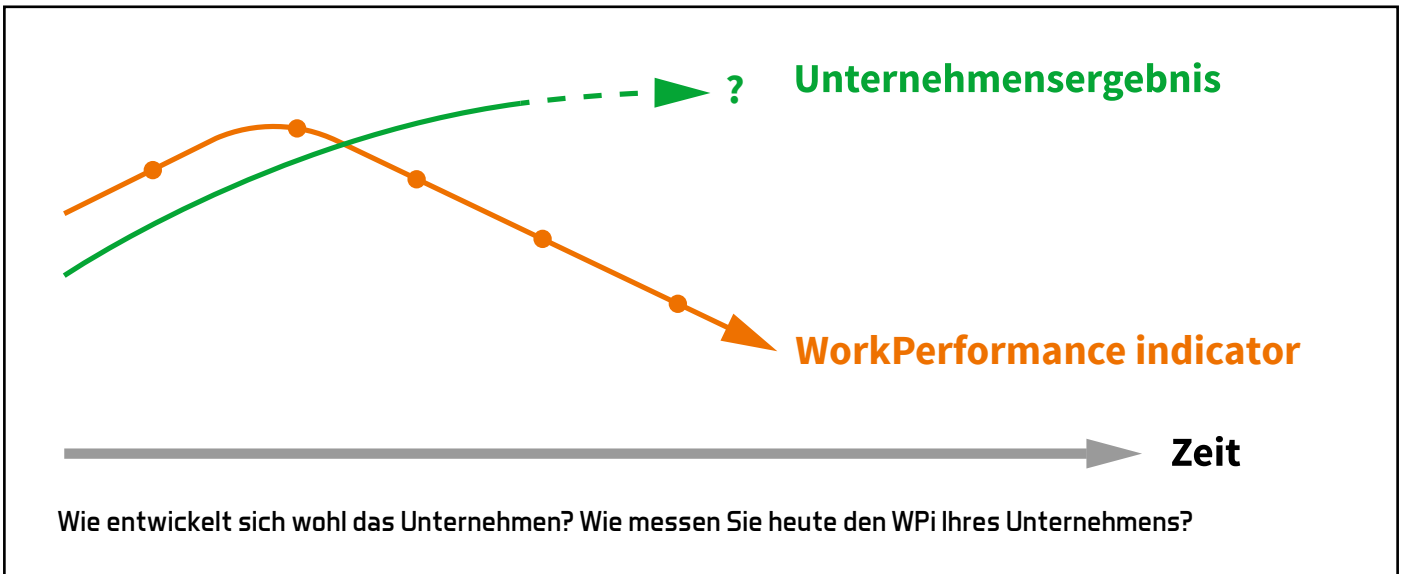 ? Unternehmensergebnis
WorkPerformance indicator
Zeit
Wie entwickelt sich wohl das Unternehmen? Wie messen Sie heute den WPi Ihres Unternehmens?